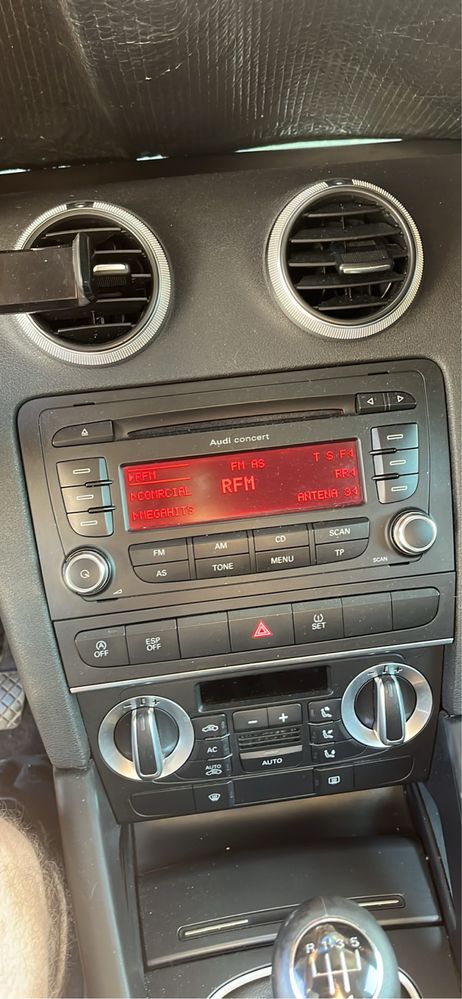 Audi concert
RFM
FM AS
T S F4
COMRCIAL
RFM
RR4
MEGAHITS
ANTENA 34
FM
AM
CD
SCAN
AS
TONE
MENU
TP
SCAN
OFF
ESP
OFF
SET
AC
AUTO
AUTO
R 1 3 5